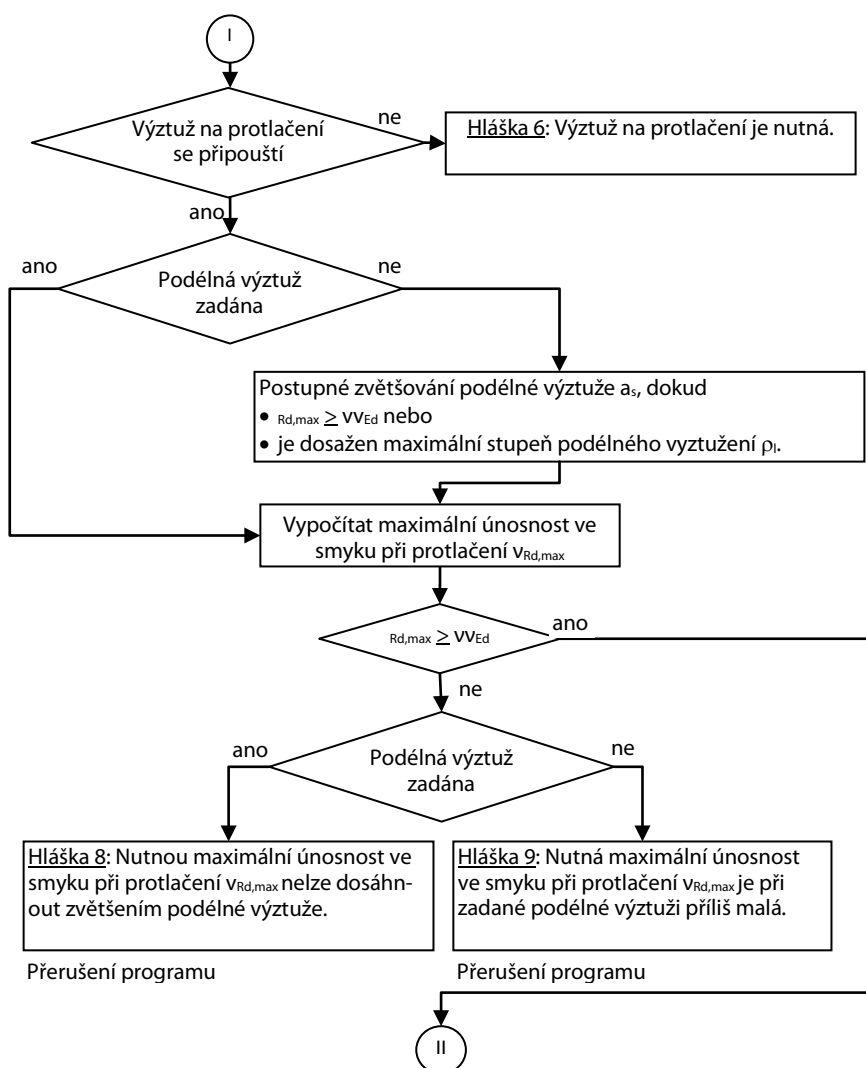 I
Výztuž na protlačení
se připouští
ne
Hláška 6: Výztuž na protlačení je nutná.
ano
ano
Podélná výztuž
zadána
ne
Postupné zvětšování podélné výztuže as, dokud
• Rd,max ≥ vvEd nebo
• je dosažen maximální stupeň podélného vyztužení ρl.
Vypočítat maximální únosnost ve
smyku při protlačení vRd,max
Rd,max ≥ vvEd
ano
ne
ano
Podélná výztuž
zadána
ne
Hláška 8: Nutnou maximální únosnost ve
smyku při protlačení vRd,max nelze dosáhn-
out zvětšením podélné výztuže.
Hláška 9: Nutná maximální únosnost
ve smyku při protlačení vRd,max je při
zadané podélné výztuži příliš malá.
Přerušení programu
Přerušení programu
II